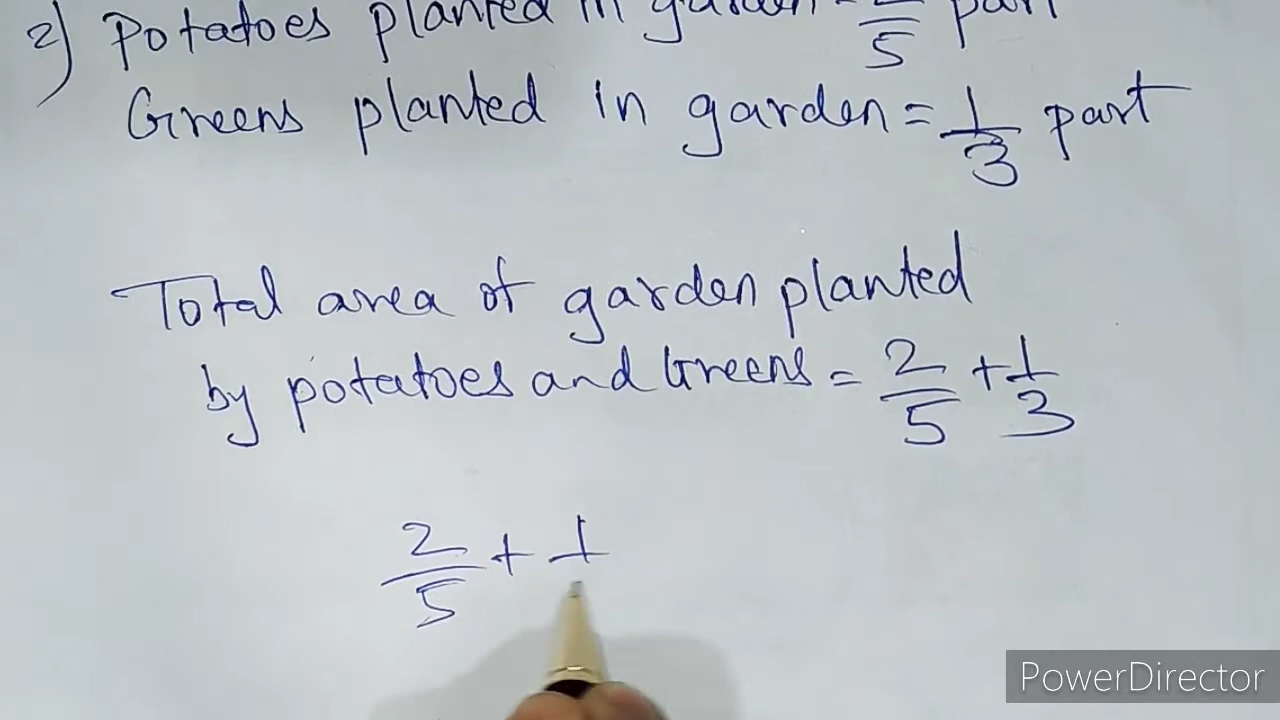 2) Potatoes planted in garden = 2/5 part
Greens planted in garden = 1/3 part
Total area of garden planted
by potatoes and Greens = 2/5 + 1/3
2/5 + 1
PowerDirector